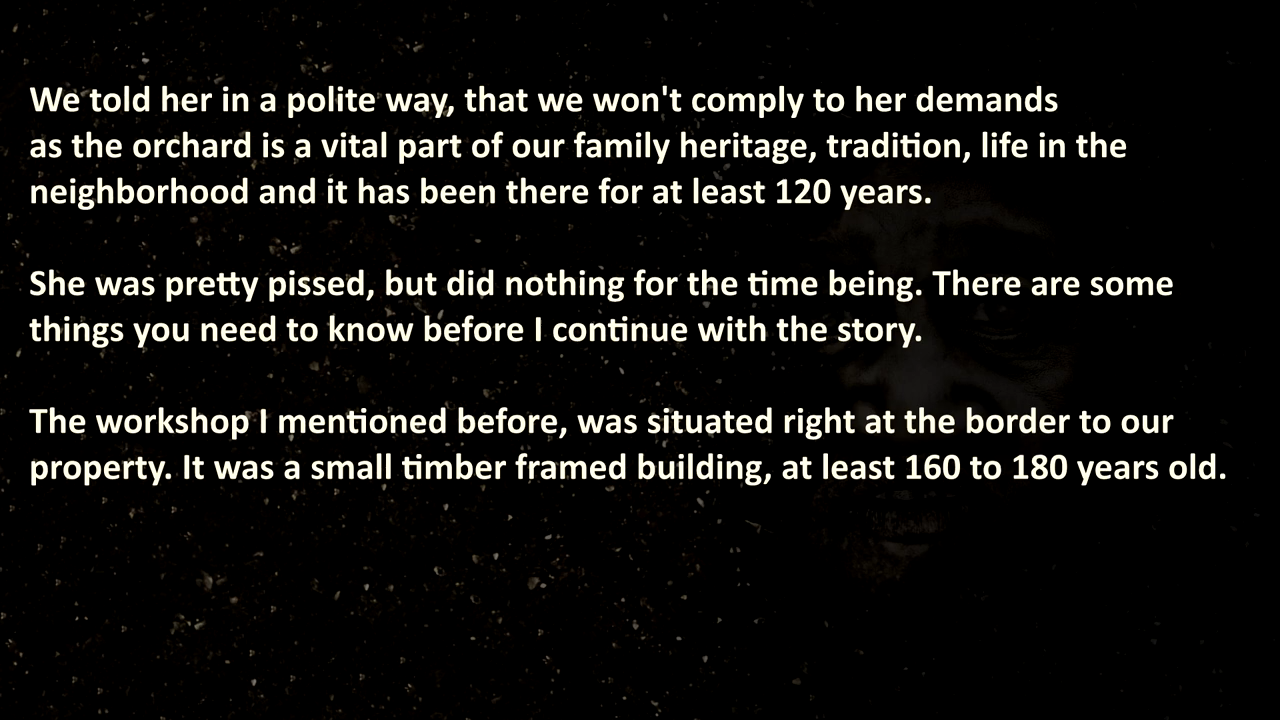 We told her in a polite way, that we won't comply to her demands
as the orchard is a vital part of our family heritage, tradition, life in the
neighborhood and it has been there for at least 120 years.
She was pretty pissed, but did nothing for the time being. There are some
things you need to know before I continue with the story.
The workshop I mentioned before, was situated right at the border to our
property. It was a small timber framed building, at least 160 to 180 years old.